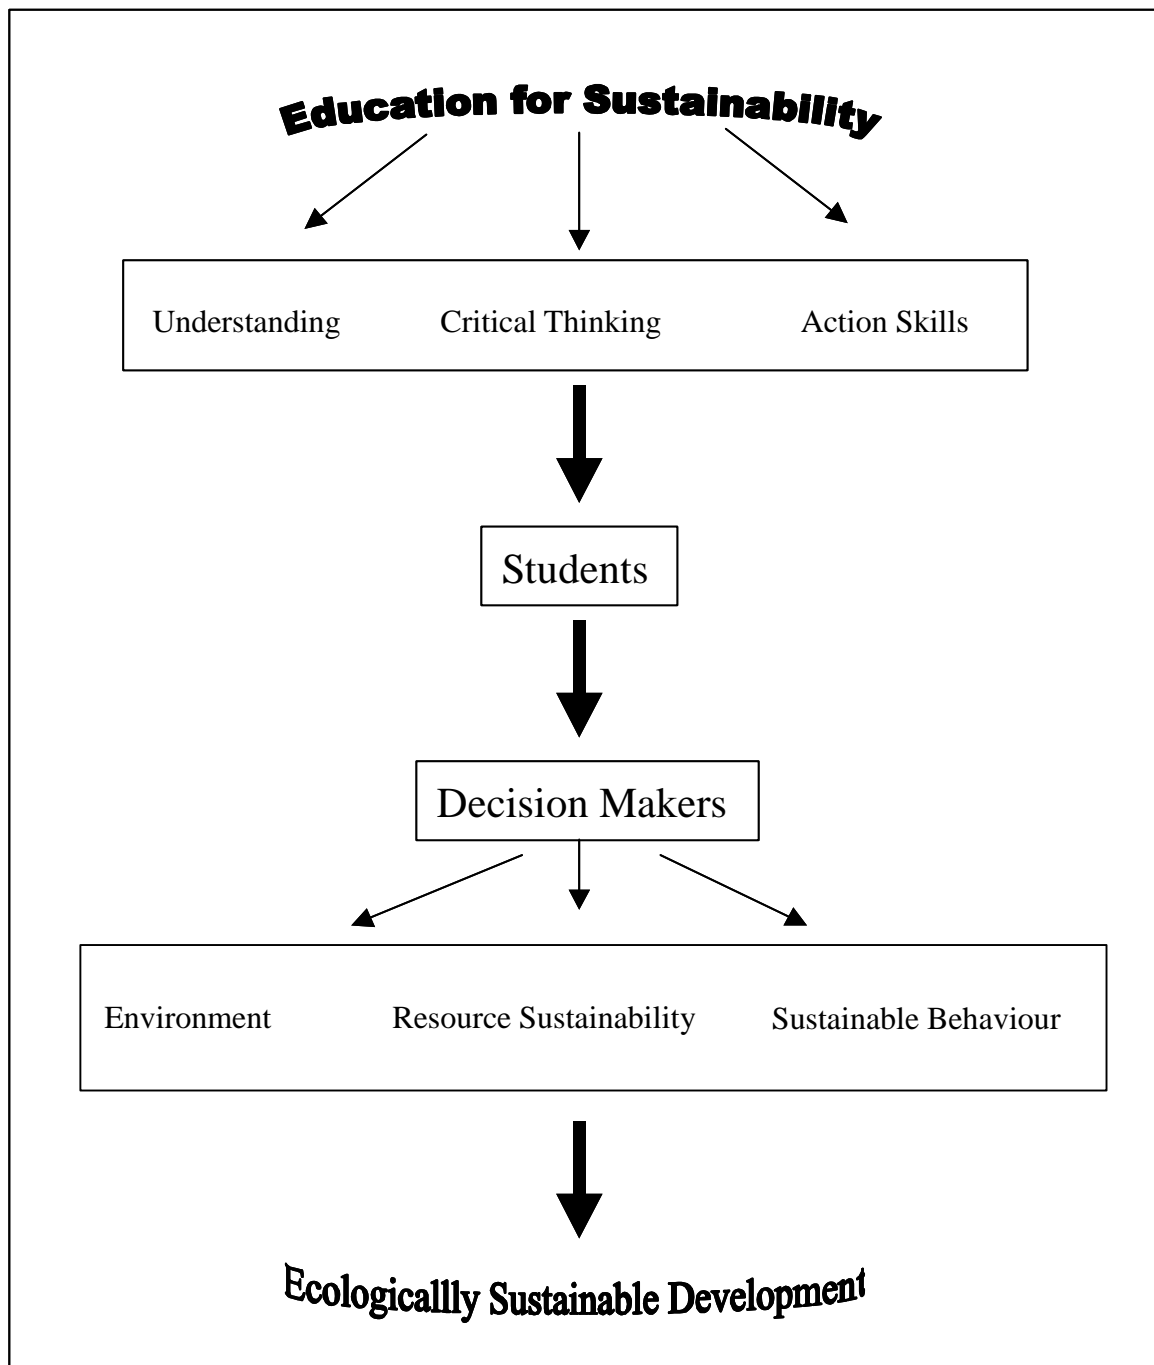 Education for Sustainability
Understanding Critical Thinking Action Skills
Students
Decision Makers
Environment Resource Sustainability Sustainable Behaviour
Ecologicallly Sustainable Development